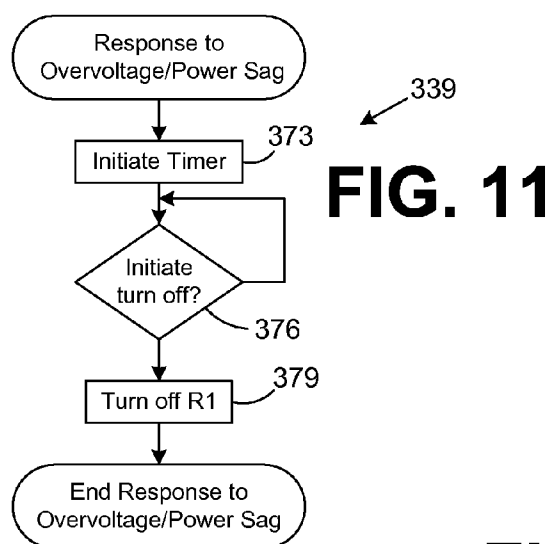 Response to
Overvoltage/Power Sag
339
373
Initiate Timer
FIG. 11
Initiate
turn off?
376
379
Turn off R1
End Response to
Overvoltage/Power Sag